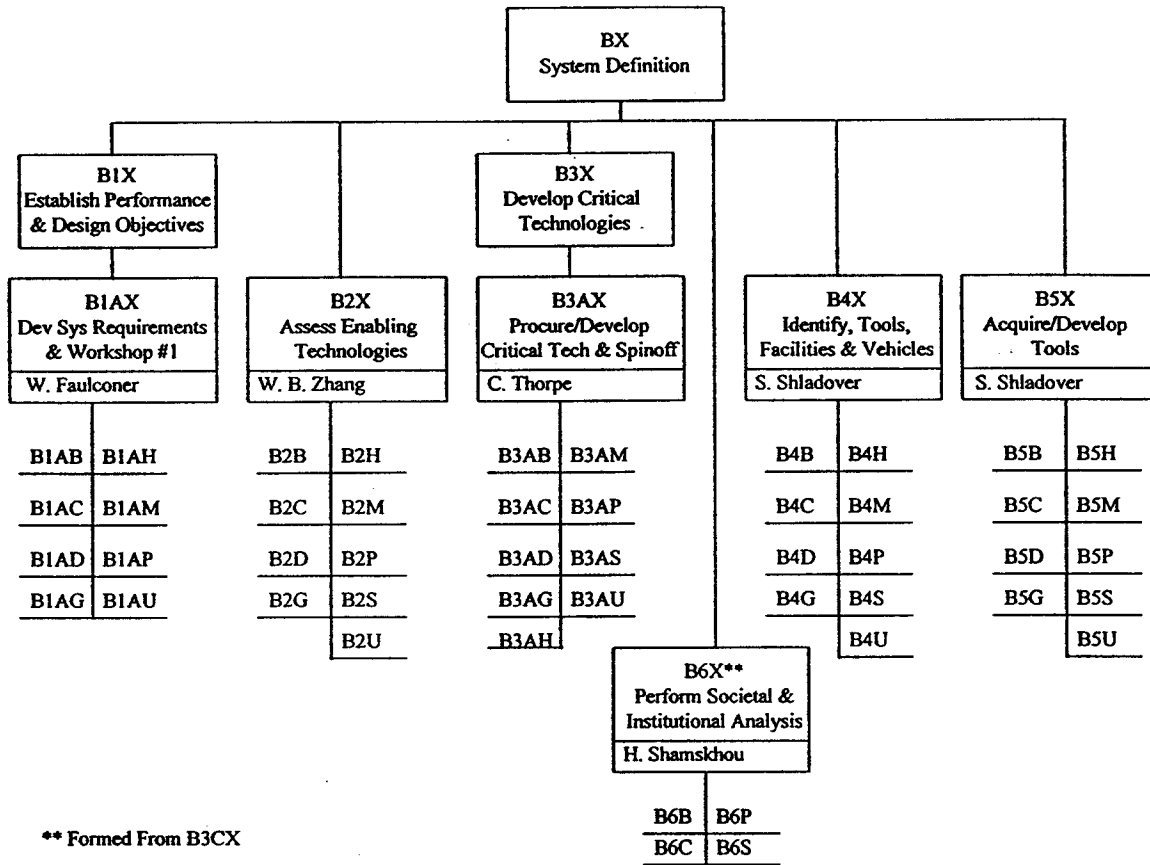 BX
System Definition
B1X
Establish Performance
& Design Objectives
B3X
Develop Critical
Technologies
B1AX
Dev Sys Requirements
& Workshop #1
W. Faulconer
B2X
Assess Enabling
Technologies
W. B. Zhang
B3AX
Procure/Develop
Critical Tech & Spinoff
C. Thorpe
B4X
Identify, Tools,
Facilities & Vehicles
S. Shladover
B5X
Acquire/Develop
Tools
S. Shladover
B1AB B1AH
B1AC B1AM
B1AD B1AP
B1AG B1AU
B2B B2H
B2C B2M
B2D B2P
B2G B2S
B2U
B3AB B3AM
B3AC B3AP
B3AD B3AS
B3AG B3AU
B3AH
B4B B4H
B4C B4M
B4D B4P
B4G B4S
B4U
B5B B5H
B5C B5M
B5D B5P
B5G B5S
B5U
B6X**
Perform Societal &
Institutional Analysis
H. Shamskhou
B6B B6P
B6C B6S
** Formed From B3CX